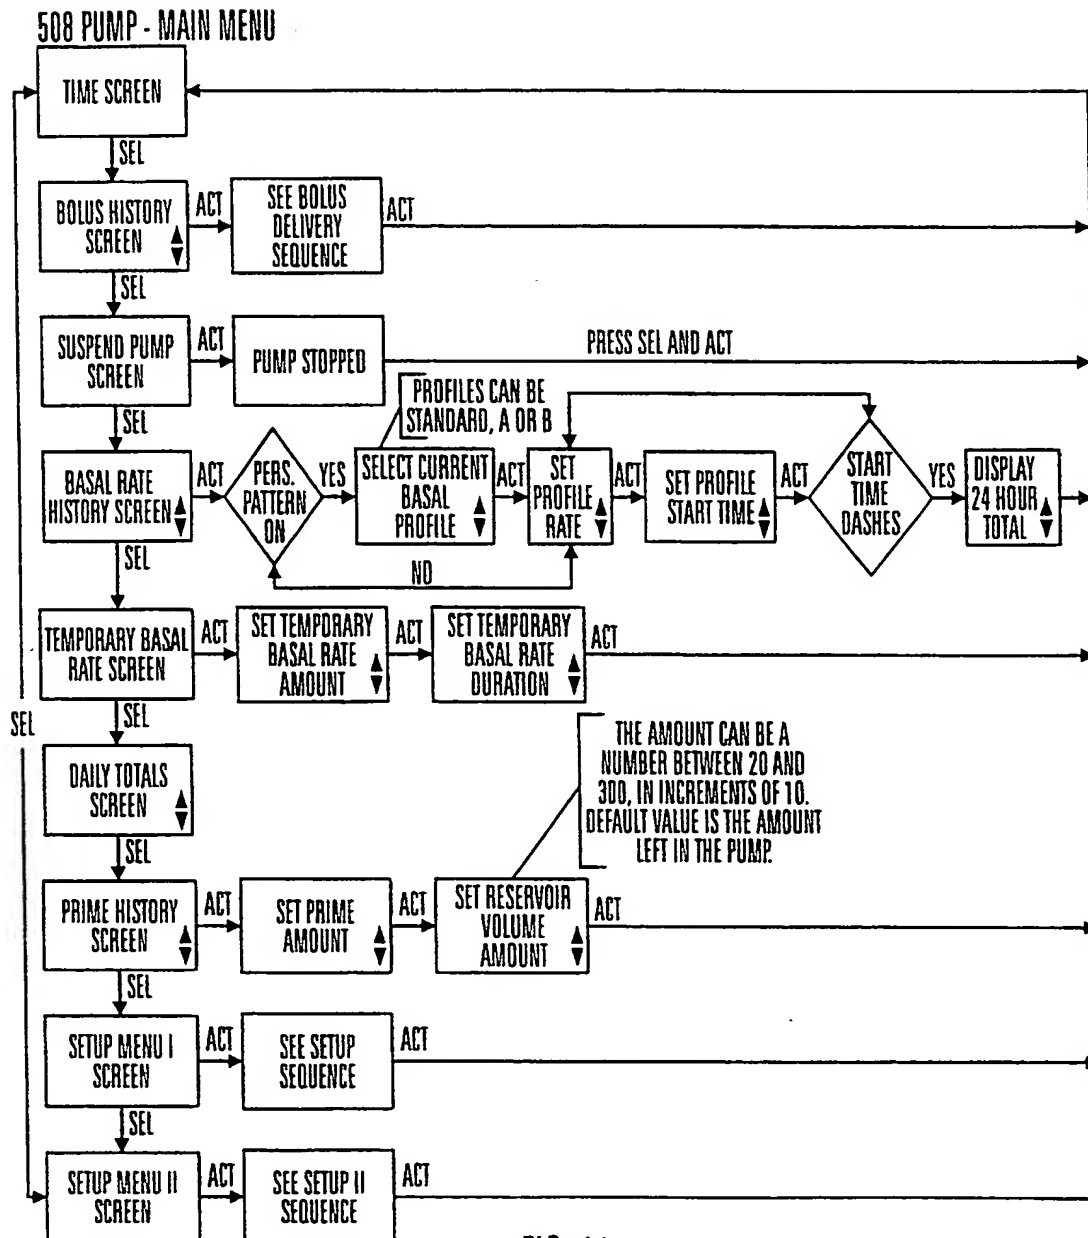 508 PUMP - MAIN MENU
TIME SCREEN
SEL
BOLUS HISTORY
SCREEN
ACT
SEE BOLUS
DELIVERY
SEQUENCE
ACT
SEL
SUSPEND PUMP
SCREEN
ACT
PUMP STOPPED
PRESS SEL AND ACT
SEL
PROFILES CAN BE
STANDARD, A OR B
BASAL RATE
HISTORY SCREEN
ACT
PERS.
PATTERN
ON
YES
SELECT CURRENT
BASAL
PROFILE
ACT
SET
PROFILE
RATE
ACT
SET PROFILE
START TIME
ACT
START
TIME
DASHES
YES
DISPLAY
24 HOUR
TOTAL
NO
SEL
TEMPORARY BASAL
RATE SCREEN
ACT
SET TEMPORARY
BASAL RATE
AMOUNT
ACT
SET TEMPORARY
BASAL RATE
DURATION
ACT
SEL
SEL
DAILY TOTALS
SCREEN
THE AMOUNT CAN BE A
NUMBER BETWEEN 20 AND
300, IN INCREMENTS OF 10.
DEFAULT VALUE IS THE AMOUNT
LEFT IN THE PUMP.
SEL
PRIME HISTORY
SCREEN
ACT
SET PRIME
AMOUNT
ACT
SET RESERVOIR
VOLUME
AMOUNT
ACT
SEL
SETUP MENU I
SCREEN
ACT
SEE SETUP
SEQUENCE
ACT
SEL
SETUP MENU II
SCREEN
ACT
SEE SETUP II
SEQUENCE
ACT